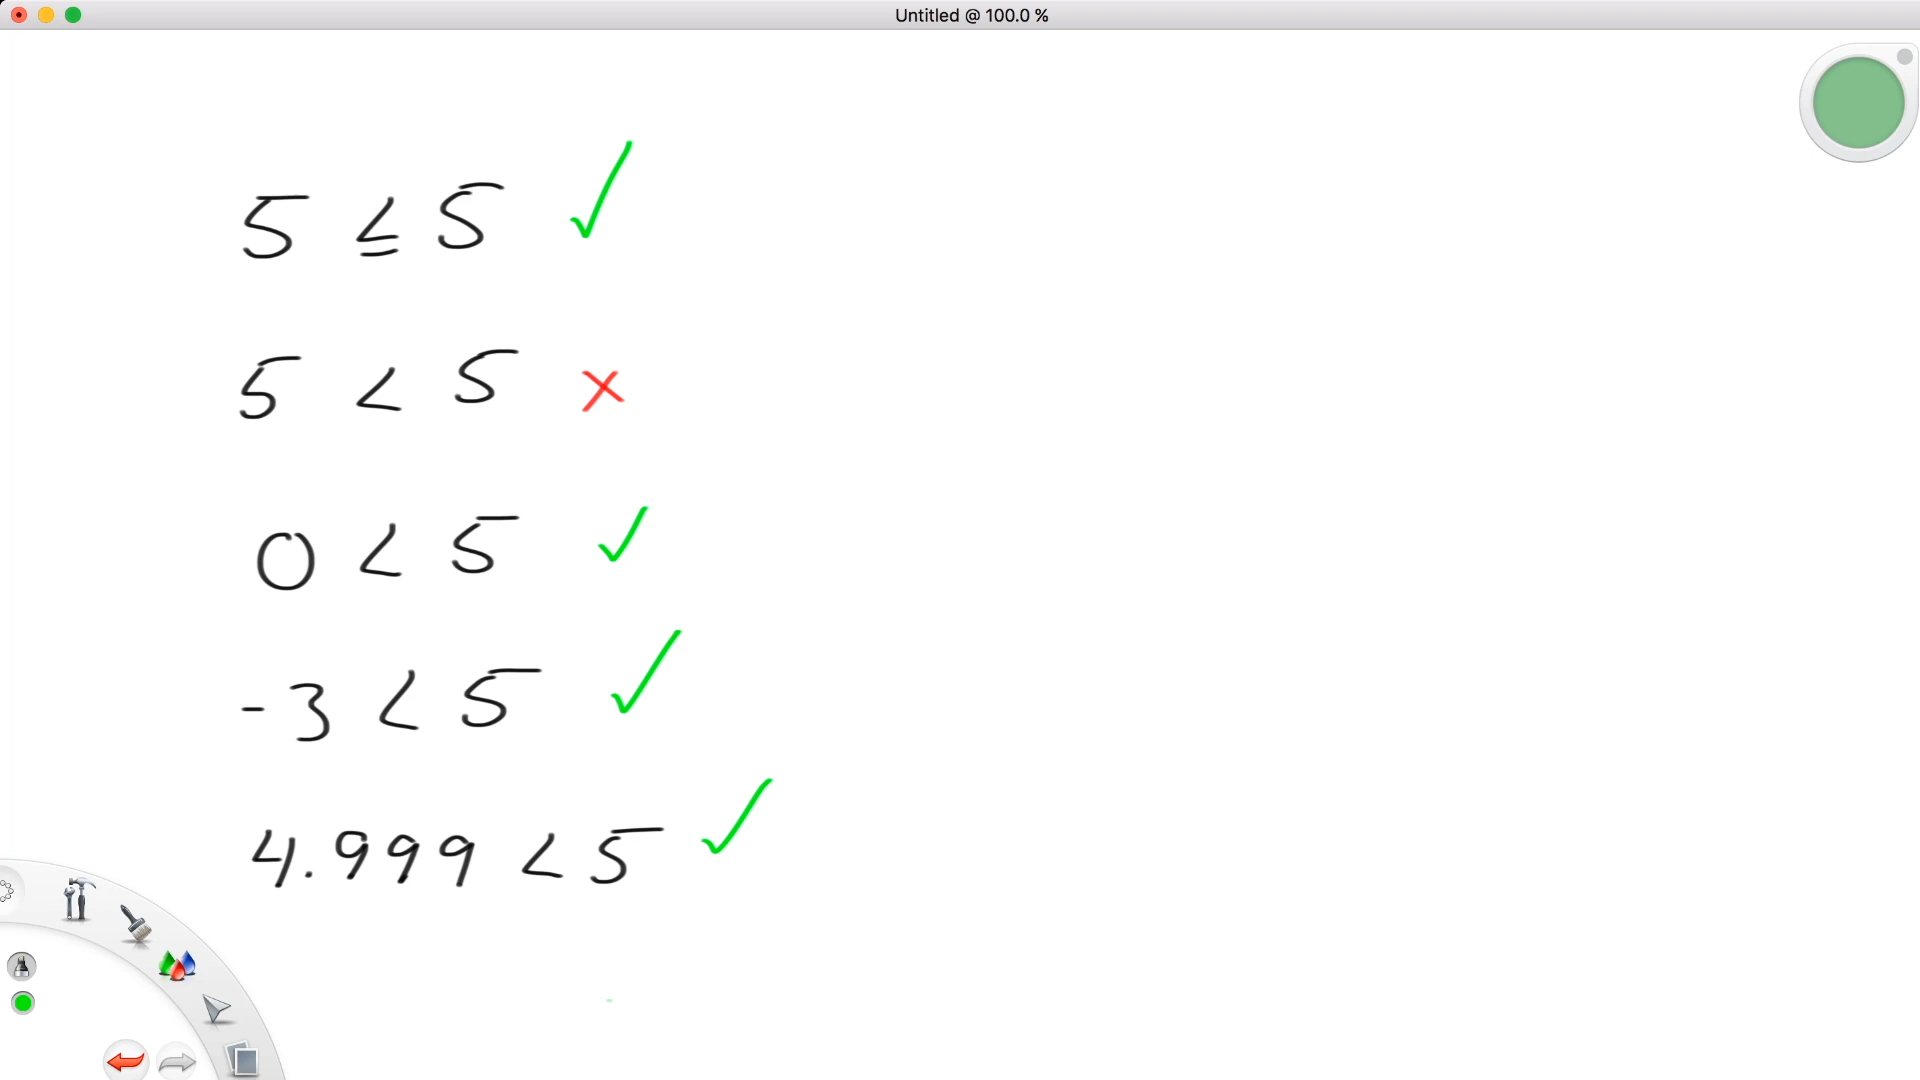 Untitled @ 100.0 %
5 ≤ 5 ✓
5 < 5 ×
0 < 5 ✓
-3 < 5 ✓
4.999 < 5 ✓